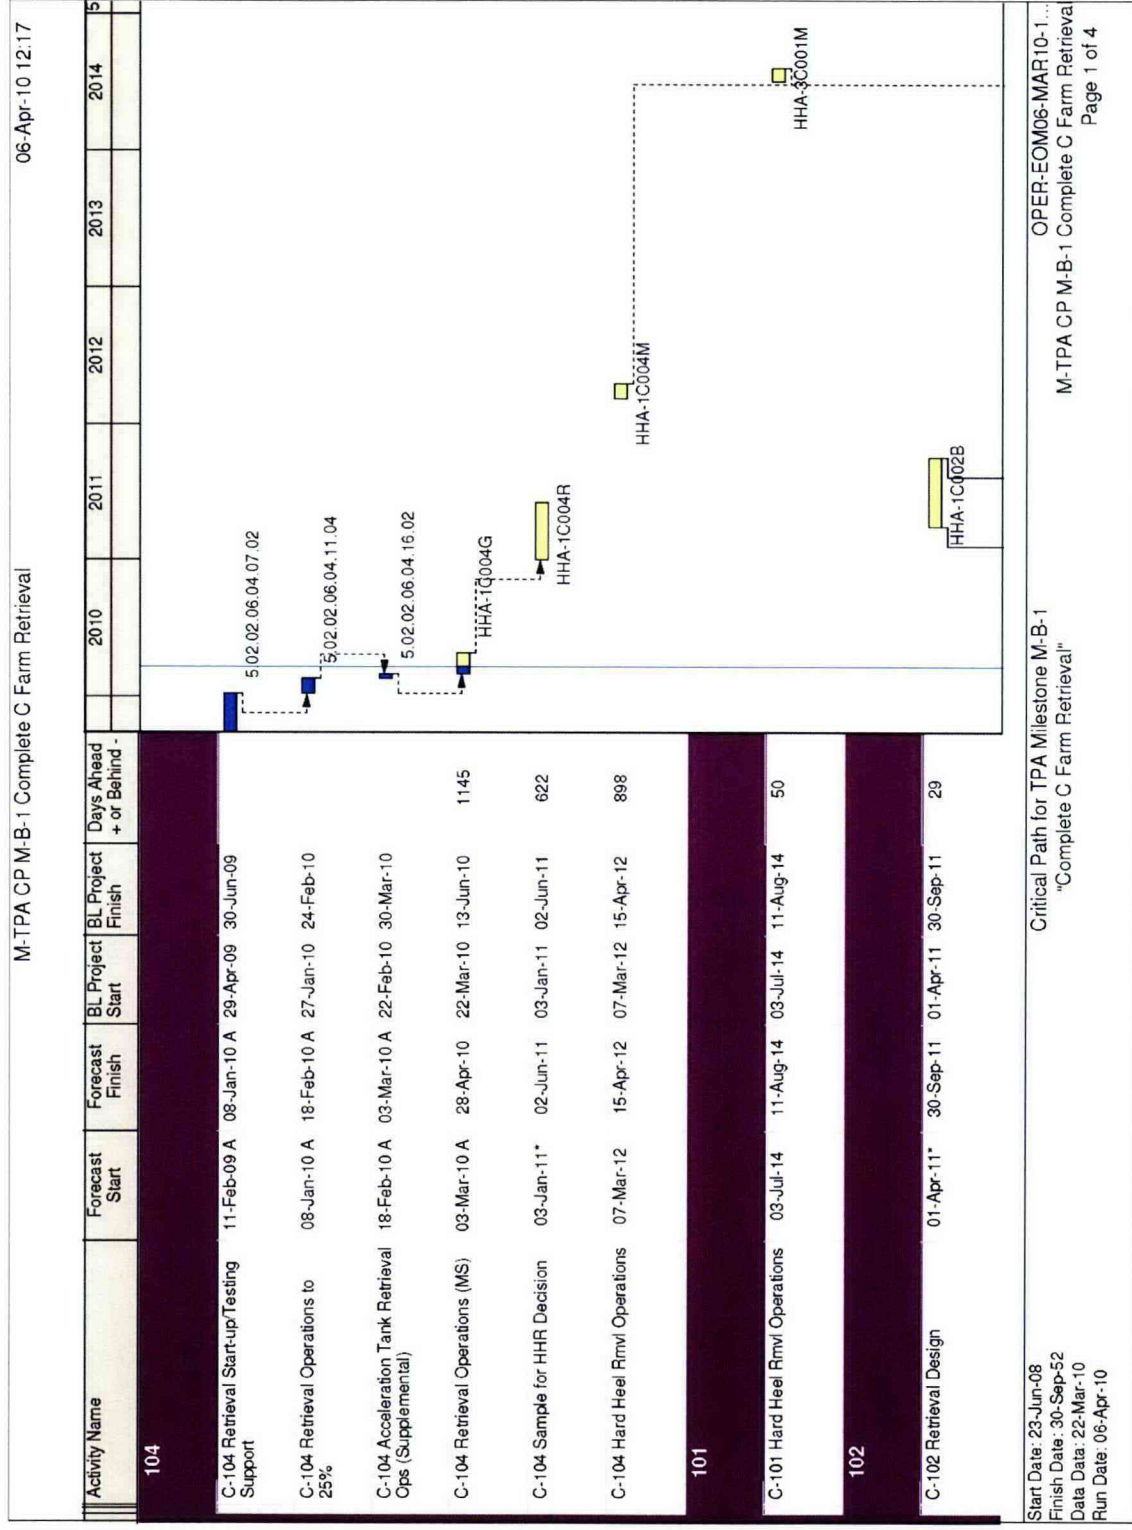 M-TPA CP M-B-1 Complete C Farm Retrieval 06-Apr-10 12:17
Activity Name Forecast Start Forecast Finish BL Project Start BL Project Finish Days Ahead + or Behind - 2010 2011 2012 2013 2014 5
104
C-104 Retrieval Start-up/Testing Support 11-Feb-09 A 08-Jan-10 A 29-Apr-09 30-Jun-09
5.02.02.06.04.07.02
C-104 Retrieval Operations to 25% 08-Jan-10 A 18-Feb-10 A 27-Jan-10 24-Feb-10
5.02.02.06.04.11.04
C-104 Acceleration Tank Retrieval Ops (Supplemental) 18-Feb-10 A 03-Mar-10 A 22-Feb-10 30-Mar-10
5.02.02.06.04.16.02
C-104 Retrieval Operations (MS) 03-Mar-10 A 28-Apr-10 22-Mar-10 13-Jun-10 1145
HHA-1C004G
C-104 Sample for HHR Decision 03-Jan-11* 02-Jun-11 03-Jan-11 02-Jun-11 622
HHA-1C004R
C-104 Hard Heel Rmvl Operations 07-Mar-12 15-Apr-12 07-Mar-12 15-Apr-12 898
HHA-1C004M
101
C-101 Hard Heel Rmvl Operations 03-Jul-14 11-Aug-14 03-Jul-14 11-Aug-14 50
HHA-3C001M
102
C-102 Retrieval Design 01-Apr-11* 30-Sep-11 01-Apr-11 30-Sep-11 29
HHA-1C002B
Start Date: 23-Jun-08
Finish Date: 30-Sep-52
Data Data: 22-Mar-10
Run Date: 06-Apr-10
Critical Path for TPA Milestone M-B-1
"Complete C Farm Retrieval"
OPER-EOM06-MAR10-1...
M-TPA CP M-B-1 Complete C Farm Retrieval
Page 1 of 4